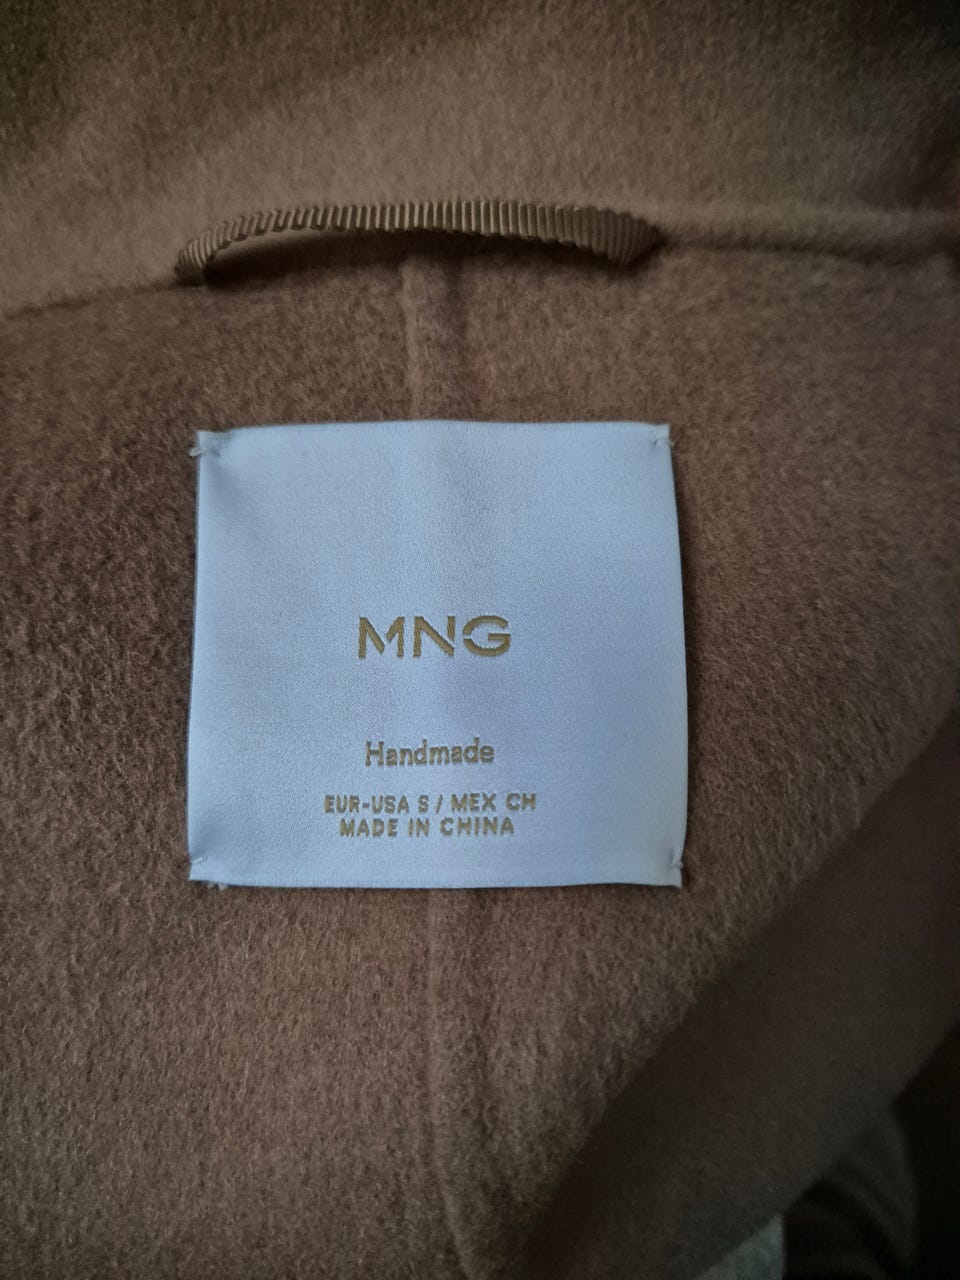 MNG
Handmade
EUR-USA S / MEX CH
MADE IN CHINA